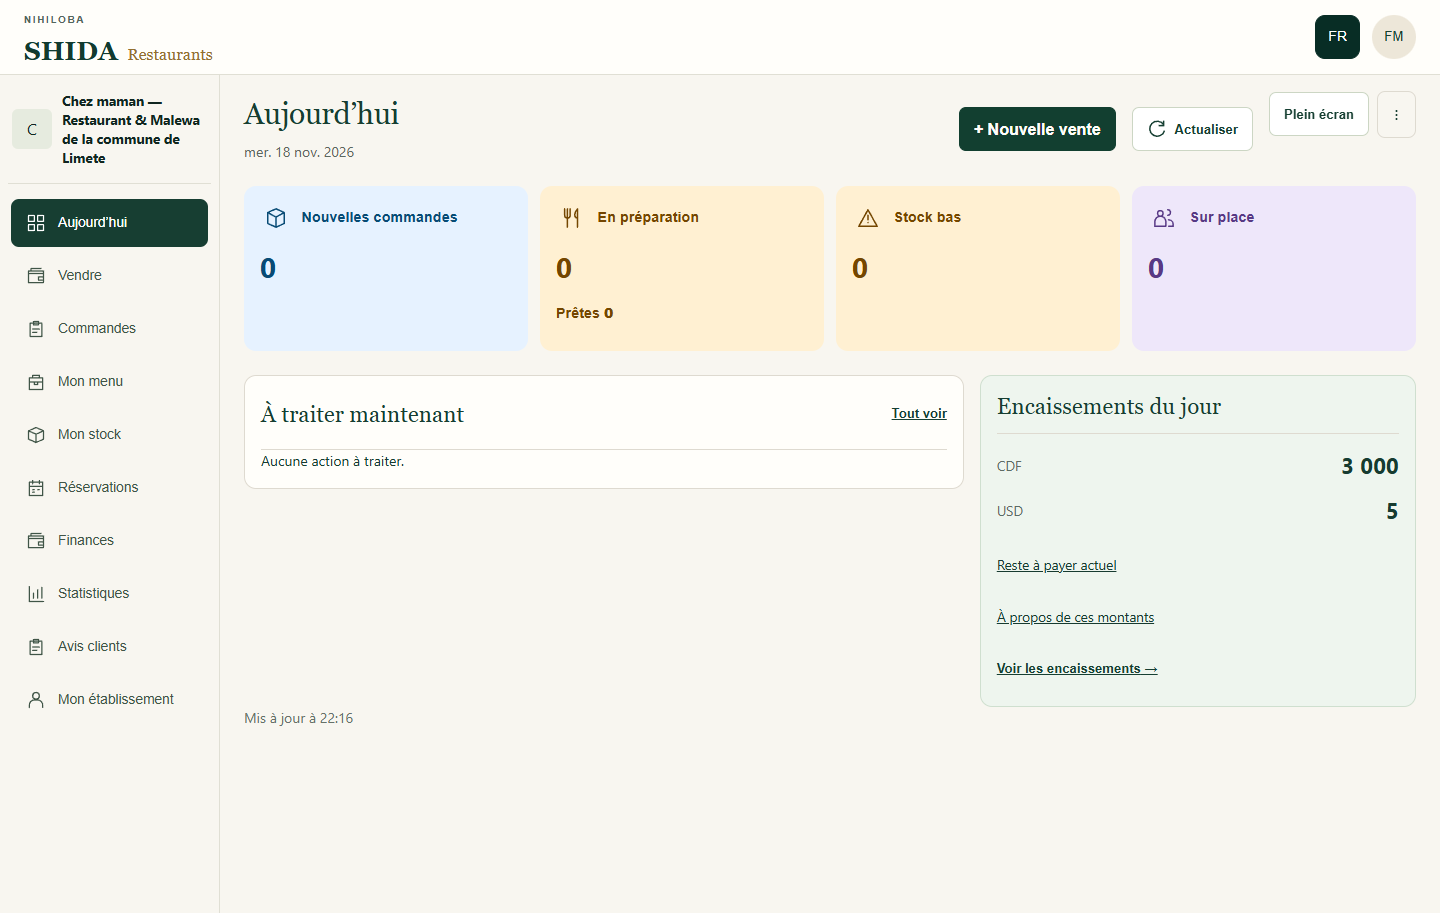 NIHILOBA
SHIDA Restaurants
FR
FM
C
Chez maman —
Restaurant & Malewa
de la commune de
Limete
Aujourd’hui
Vendre
Commandes
Mon menu
Mon stock
Réservations
Finances
Statistiques
Avis clients
Mon établissement
Aujourd’hui
mer. 18 nov. 2026
+ Nouvelle vente
Actualiser
Plein écran
Nouvelles commandes
0
En préparation
0
Prêtes 0
Stock bas
0
Sur place
0
À traiter maintenant
Tout voir
Aucune action à traiter.
Encaissements du jour
CDF 3 000
USD 5
Reste à payer actuel
À propos de ces montants
Voir les encaissements →
Mis à jour à 22:16